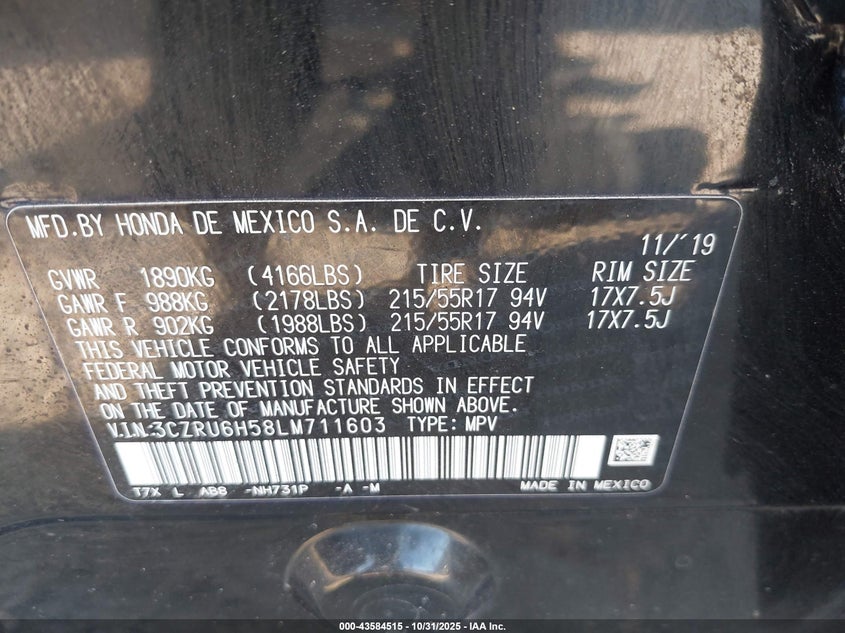 MFD.BY HONDA DE MEXICO S.A. DE C.V.
11/'19
GVWR 1890KG (4166LBS) TIRE SIZE RIM SIZE
GAWR F 988KG (2178LBS) 215/55R17 94V 17X7.5J
GAWR R 902KG (1988LBS) 215/55R17 94V 17X7.5J
THIS VEHICLE CONFORMS TO ALL APPLICABLE
FEDERAL MOTOR VEHICLE SAFETY
AND THEFT PREVENTION STANDARDS IN EFFECT
ON THE DATE OF MANUFACTURE SHOWN ABOVE.
V.I.N.3CZRU6H58LM711603 TYPE: MPV
T7X L AB8 -NH731P -A -M MADE IN MEXICO
000-43584515 - 10/31/2025 - IAA Inc.